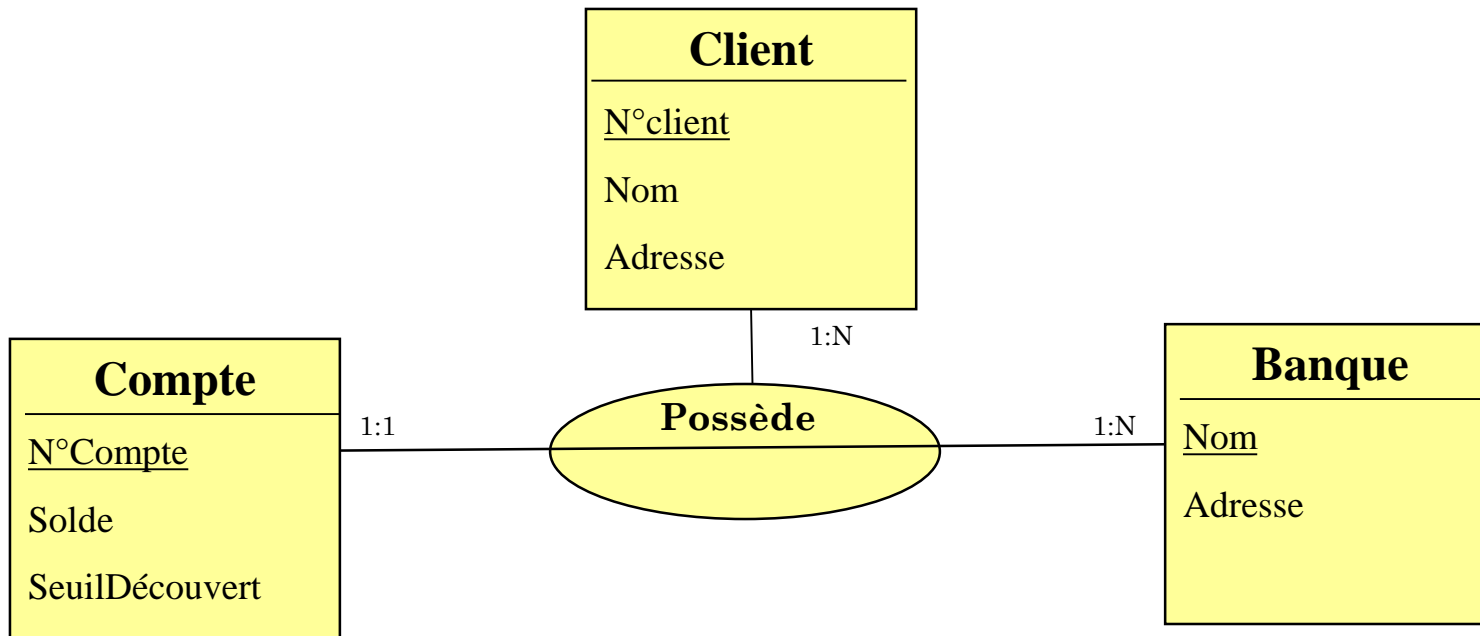 Client
N°client
Nom
Adresse
1:N
Compte
N°Compte
Solde
SeuilDécouvert
1:1
Possède
1:N
Banque
Nom
Adresse